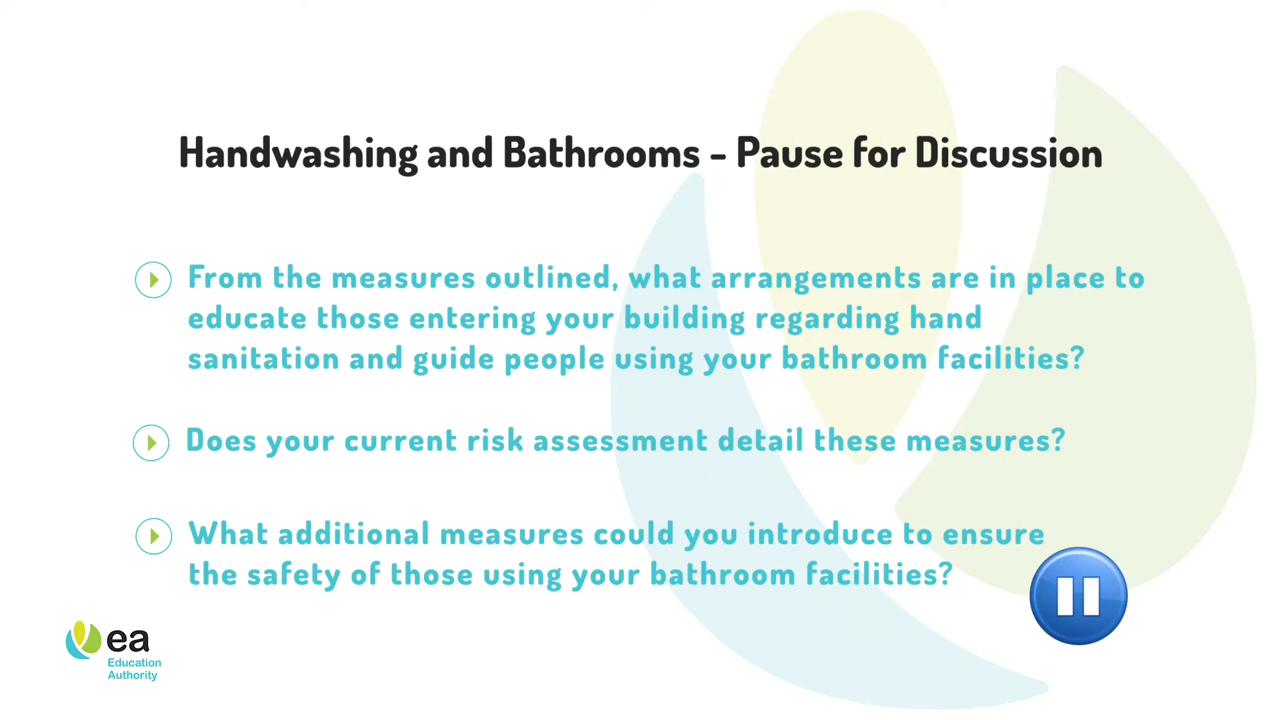 Handwashing and Bathrooms - Pause for Discussion
From the measures outlined, what arrangements are in place to
educate those entering your building regarding hand
sanitation and guide people using your bathroom facilities?
Does your current risk assessment detail these measures?
What additional measures could you introduce to ensure
the safety of those using your bathroom facilities?
ea
Education
Authority